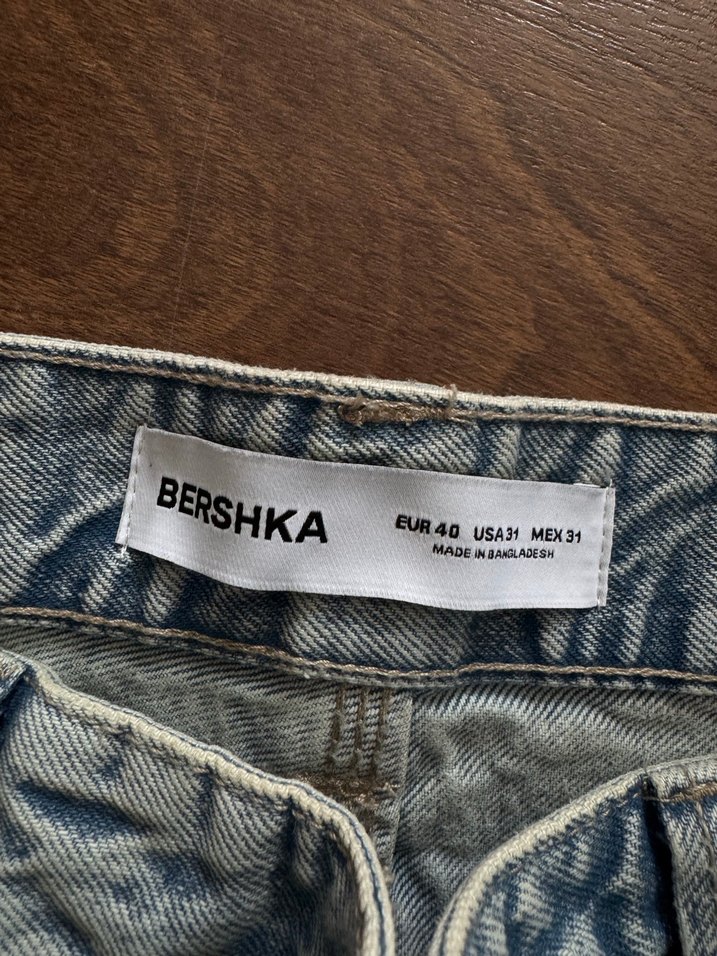 BERSHKA
EUR 40 USA 31 MEX 31
MADE IN BANGLADESH